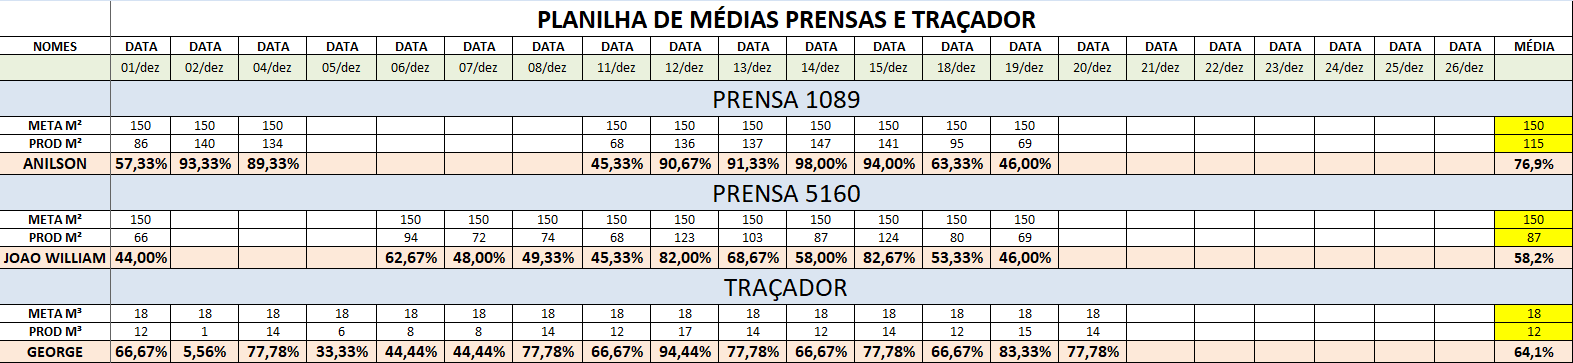 PLANILHA DE MÉDIAS PRENSAS E TRAÇADOR
NOMES DATA DATA DATA DATA DATA DATA DATA DATA DATA DATA DATA DATA DATA DATA DATA DATA DATA DATA DATA DATA DATA MÉDIA
01/dez 02/dez 04/dez 05/dez 06/dez 07/dez 08/dez 11/dez 12/dez 13/dez 14/dez 15/dez 18/dez 19/dez 20/dez 21/dez 22/dez 23/dez 24/dez 25/dez 26/dez
PRENSA 1089
META M² 150 150 150 150 150 150 150 150 150 150 150
PROD M² 86 140 134 68 136 137 147 141 95 69 115
ANILSON 57,33% 93,33% 89,33% 45,33% 90,67% 91,33% 98,00% 94,00% 63,33% 46,00% 76,9%
PRENSA 5160
META M² 150 150 150 150 150 150 150 150 150 150 150 150
PROD M² 66 94 72 74 68 123 103 87 124 80 69 87
JOAO WILLIAM 44,00% 62,67% 48,00% 49,33% 45,33% 82,00% 68,67% 58,00% 82,67% 53,33% 46,00% 58,2%
TRAÇADOR
META M³ 18 18 18 18 18 18 18 18 18 18 18 18 18 18 18 18
PROD M³ 12 1 14 6 8 8 14 12 17 14 12 14 12 15 14 12
GEORGE 66,67% 5,56% 77,78% 33,33% 44,44% 44,44% 77,78% 66,67% 94,44% 77,78% 66,67% 77,78% 66,67% 83,33% 77,78% 64,1%